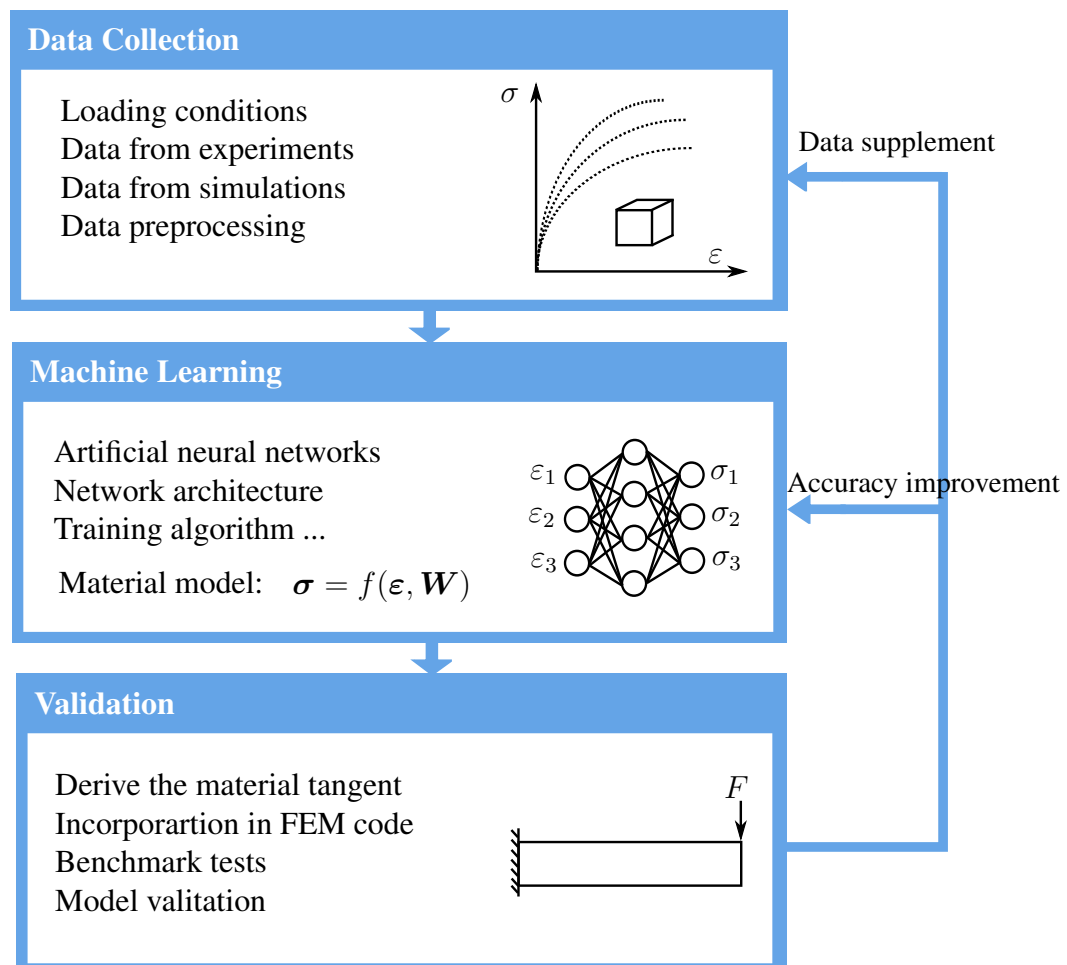 Data Collection
Loading conditions
Data from experiments
Data from simulations
Data preprocessing
σ
ε
Data supplement
Machine Learning
Artificial neural networks
Network architecture
Training algorithm ...
Material model: σ = f(ε, W)
ε₁
ε₂
ε₃
σ₁
σ₂
σ₃
Accuracy improvement
Validation
Derive the material tangent
Incorporartion in FEM code
Benchmark tests
Model valitation
F